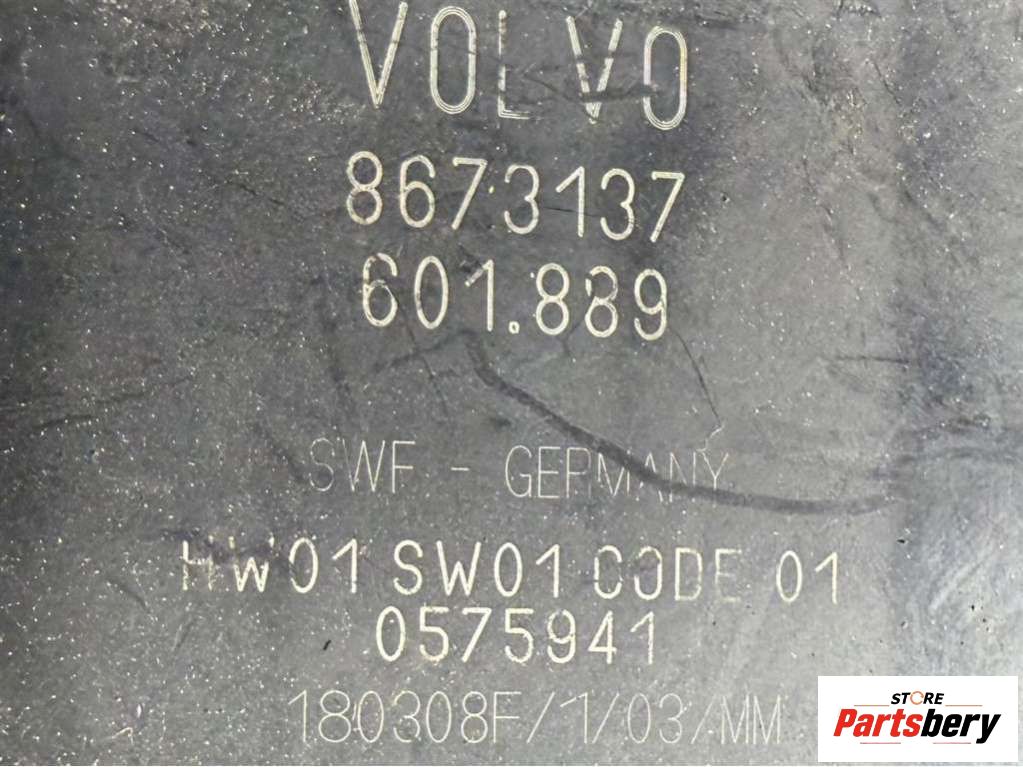 VOLVO
8673137
601.889
SWF - GERMANY
HW01 SW01 CODE 01
0575941
180308F/1/03/MM
STORE
Partsbery